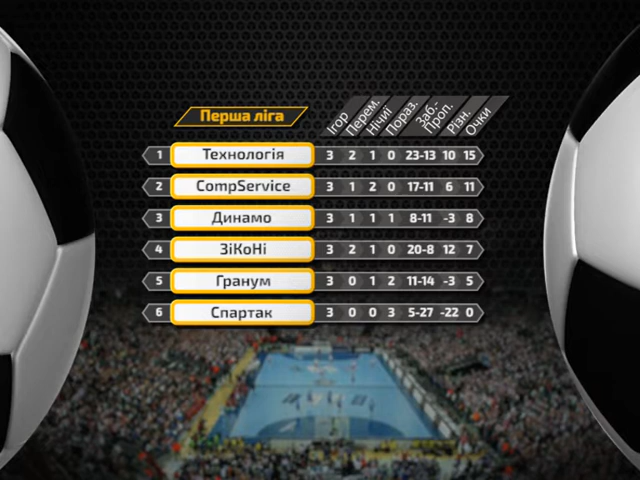 Перша ліга
Ігор Перем. Нічиї Пораз. Заб.-Проп. Різн. Очки
1 Технологія 3 2 1 0 23-13 10 15
2 CompService 3 1 2 0 17-11 6 11
3 Динамо 3 1 1 1 8-11 -3 8
4 ЗіКоНі 3 2 1 0 20-8 12 7
5 Гранум 3 0 1 2 11-14 -3 5
6 Спартак 3 0 0 3 5-27 -22 0